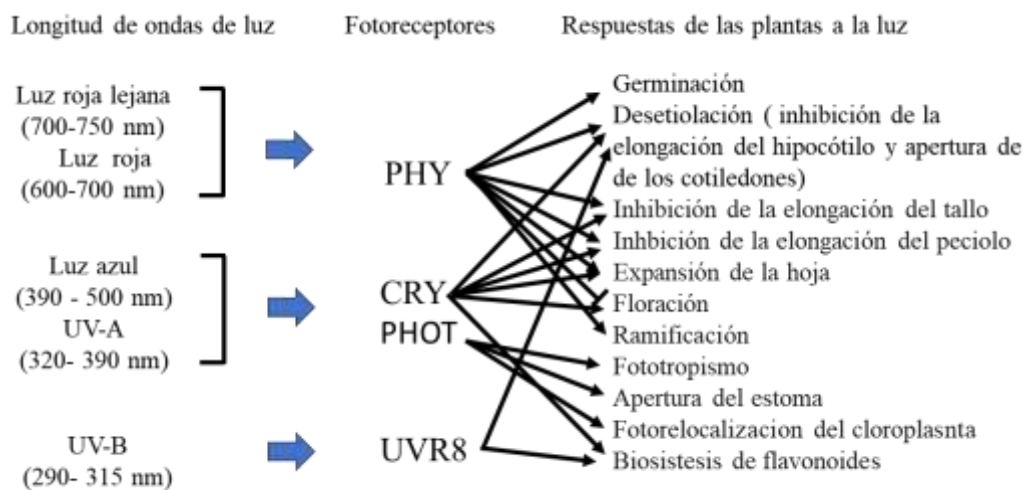 Longitud de ondas de luz
Fotoreceptores
Respuestas de las plantas a la luz
Luz roja lejana
(700-750 nm)
Luz roja
(600-700 nm)
Luz azul
(390 - 500 nm)
UV-A
(320- 390 nm)
UV-B
(290- 315 nm)
PHY
CRY
PHOT
UVR8
Germinación
Desetiolación ( inhibición de la
elongación del hipocótilo y apertura de
de los cotiledones)
Inhibición de la elongación del tallo
Inhbición de la elongación del peciolo
Expansión de la hoja
Floración
Ramificación
Fototropismo
Apertura del estoma
Fotorelocalizacion del cloroplasnta
Biosistesis de flavonoides